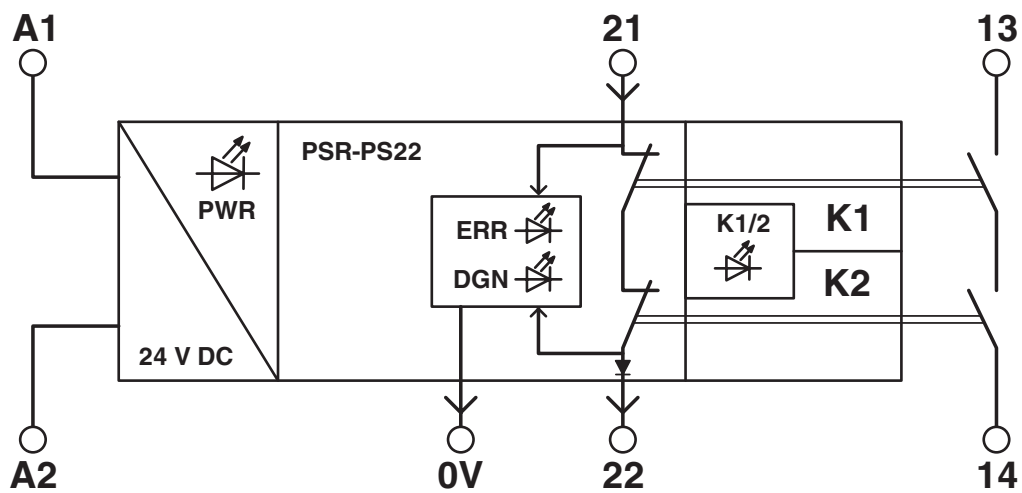 A1
21
13
PSR-PS22
PWR
ERR
DGN
K1/2
K1
K2
24 V DC
A2
0V
22
14